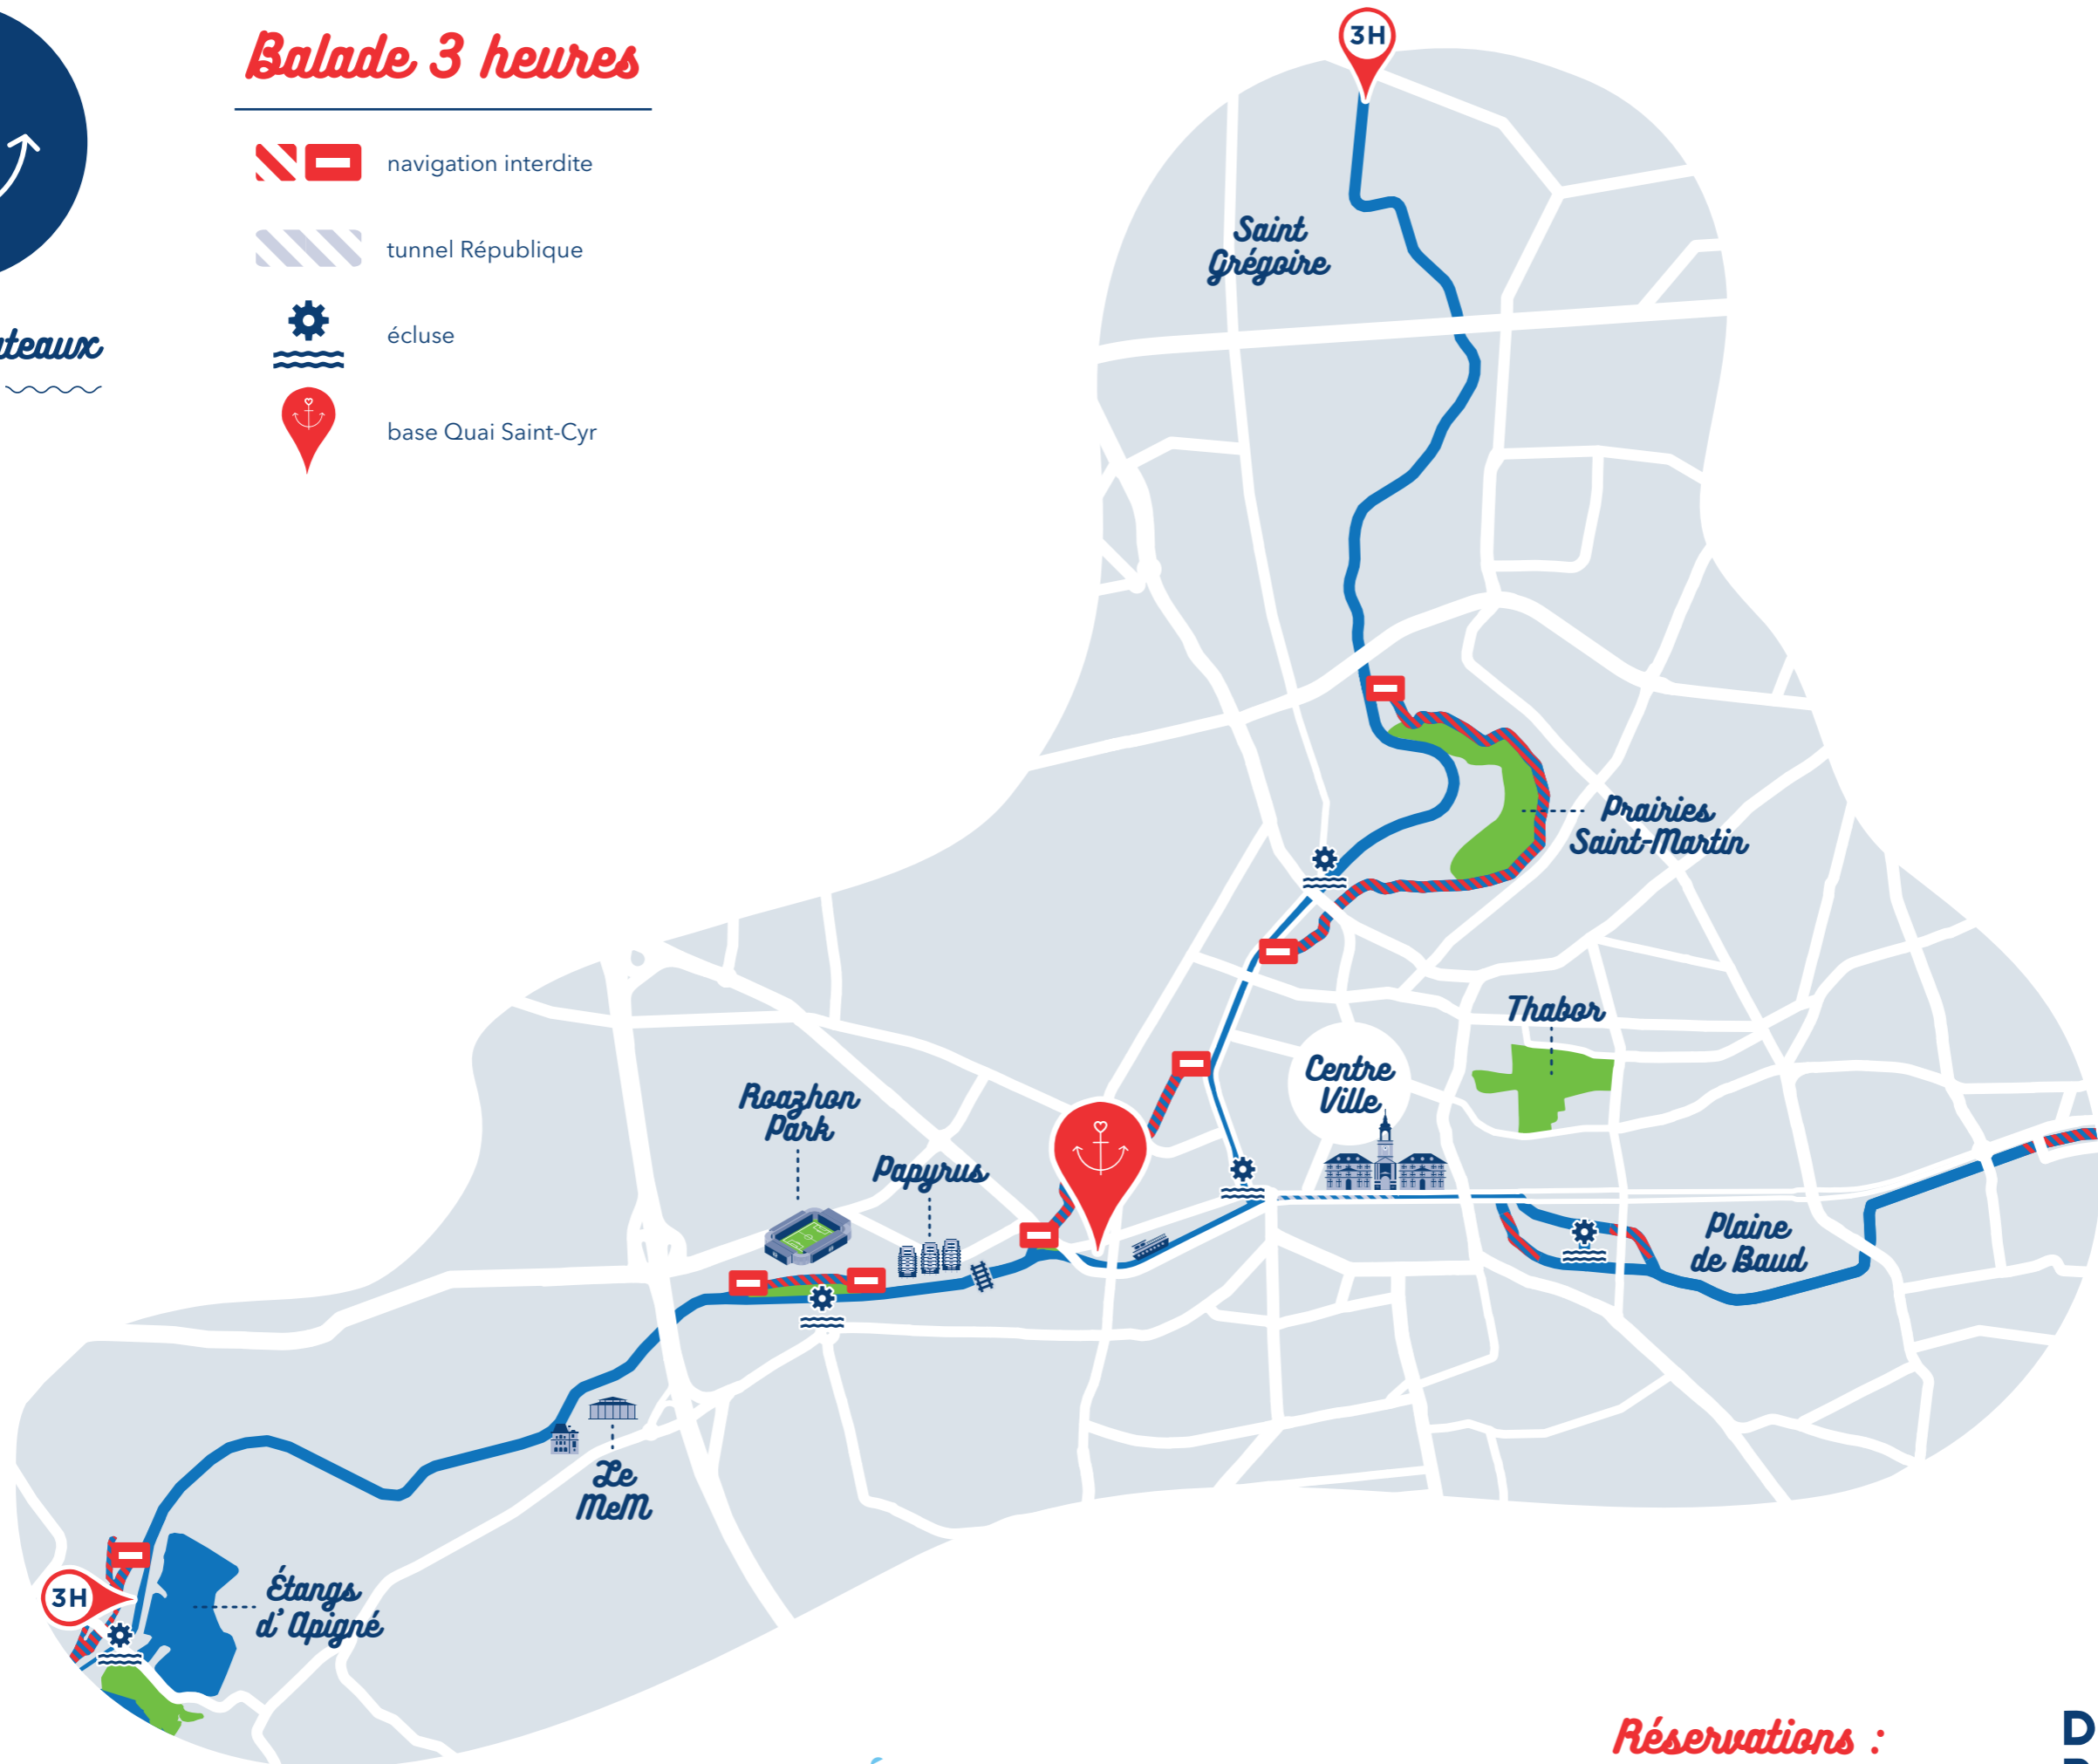 Balade 3 heures
navigation interdite
tunnel République
écluse
base Quai Saint-Cyr
3H
Saint
Grégoire
Prairies
Saint-Martin
Thabor
Centre
Ville
Roazhon
Park
Papyrus
Plaine
de Baud
Le
MeM
3H
Étangs
d'Apigné
Réservations :